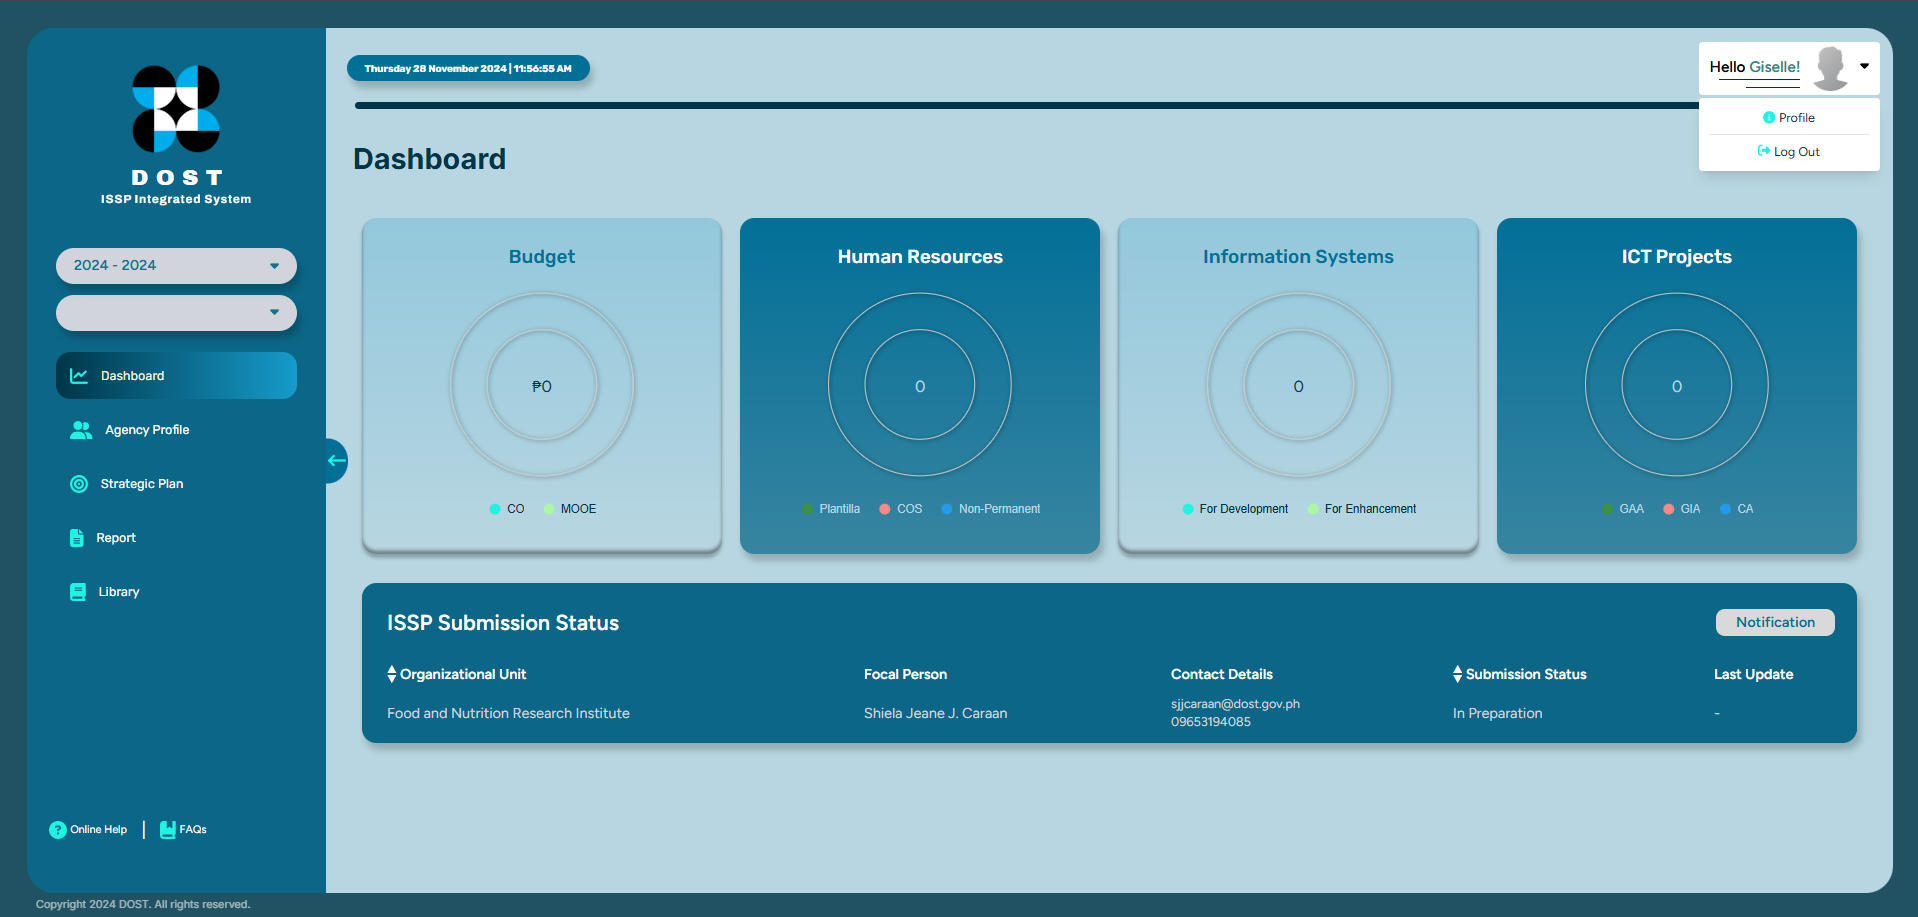 DOST
ISSP Integrated System
2024 - 2024
Dashboard
Agency Profile
Strategic Plan
Report
Library
Online Help | FAQs
Thursday 28 November 2024 | 11:56:55 AM
Hello Giselle!
Profile
Log Out
Dashboard
Budget
₱0
CO MOOE
Human Resources
0
Plantilla COS Non-Permanent
Information Systems
0
For Development For Enhancement
ICT Projects
0
GAA GIA CA
ISSP Submission Status
Notification
Organizational Unit Focal Person Contact Details Submission Status Last Update
Food and Nutrition Research Institute Shiela Jeane J. Caraan sjjcaraan@dost.gov.ph In Preparation -
09653194085
Copyright 2024 DOST. All rights reserved.